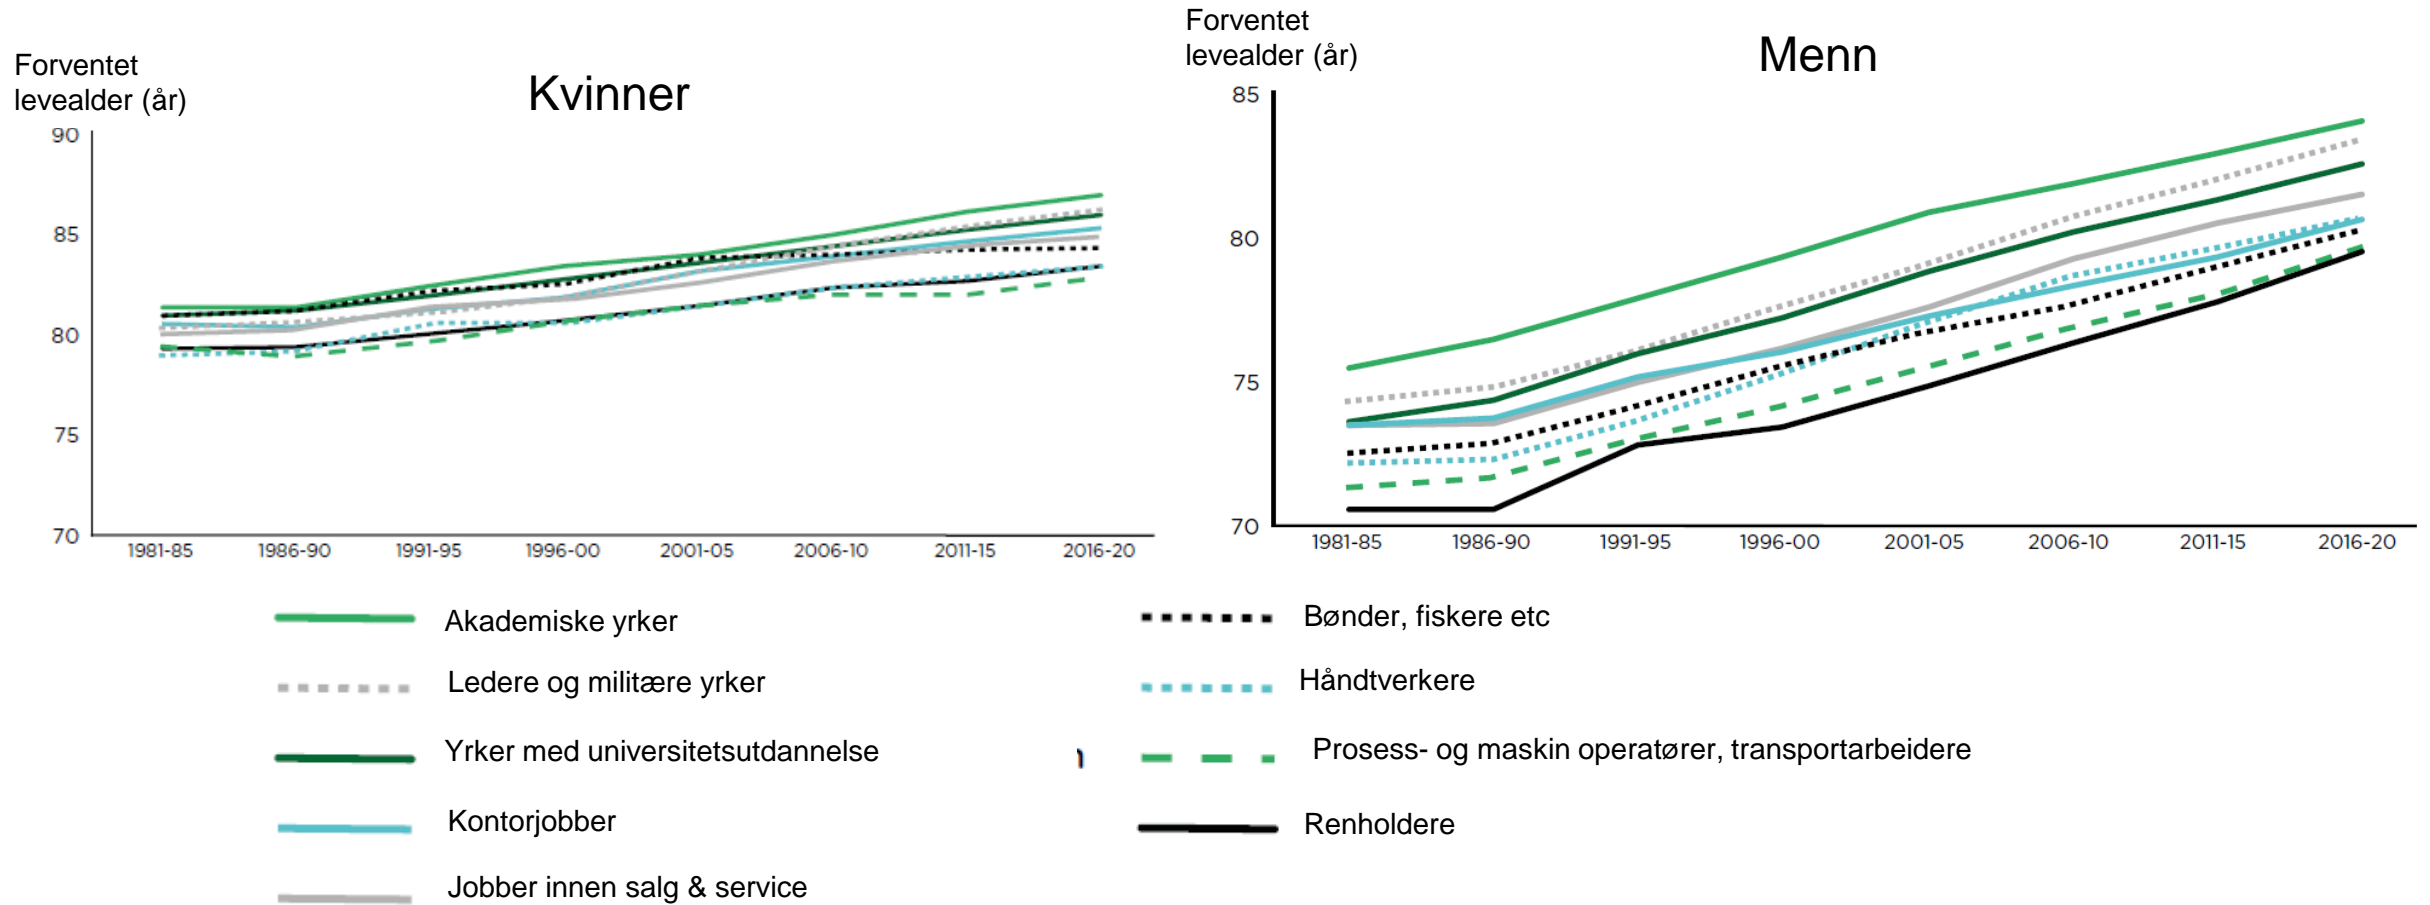 Forventet
levealder (år)
Kvinner
90
85
80
75
70
1981-85 1986-90 1991-95 1996-00 2001-05 2006-10 2011-15 2016-20
Forventet
levealder (år)
Menn
85
80
75
70
1981-85 1986-90 1991-95 1996-00 2001-05 2006-10 2011-15 2016-20
Akademiske yrker
Ledere og militære yrker
Yrker med universitetsutdannelse
Kontorjobber
Jobber innen salg & service
Bønder, fiskere etc
Håndtverkere
Prosess- og maskin operatører, transportarbeidere
Renholdere